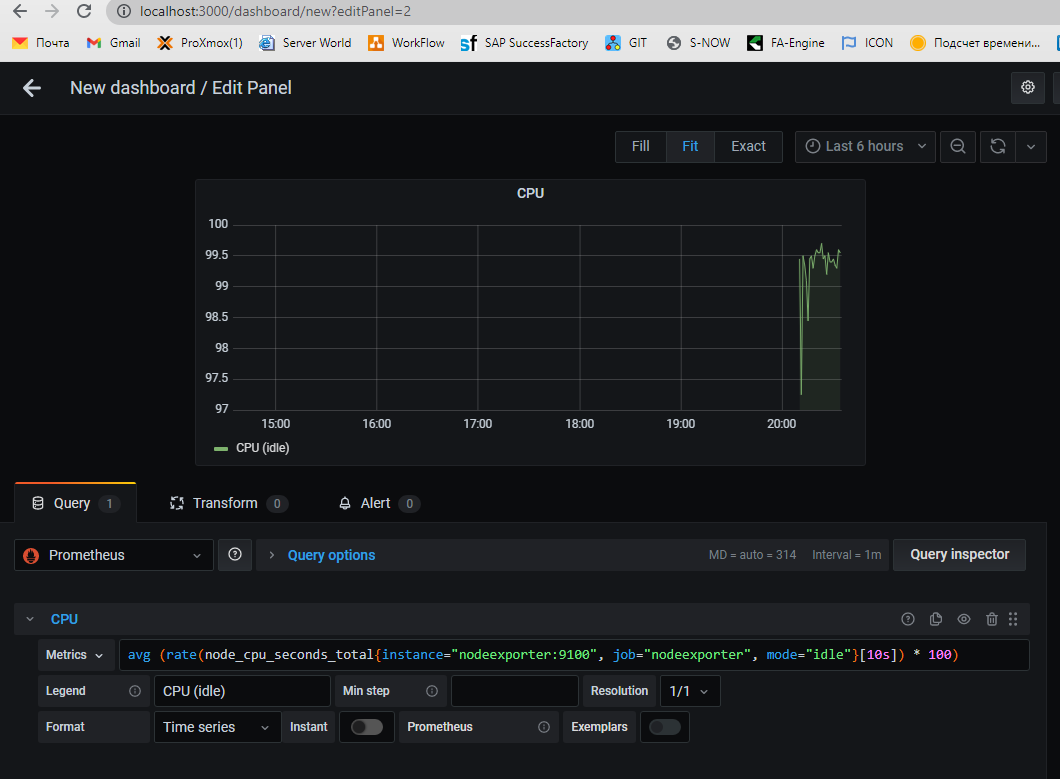 localhost:3000/dashboard/new?editPanel=2
Почта Gmail ProXmox(1) Server World WorkFlow SAP SuccessFactory GIT S-NOW FA-Engine ICON Подсчет времени...
New dashboard / Edit Panel
Fill Fit Exact Last 6 hours
CPU
100
99.5
99
98.5
98
97.5
97
15:00 16:00 17:00 18:00 19:00 20:00
CPU (idle)
Query 1 Transform 0 Alert 0
Prometheus Query options MD = auto = 314 Interval = 1m Query inspector
CPU
Metrics avg (rate(node_cpu_seconds_total{instance="nodeexporter:9100", job="nodeexporter", mode="idle"}[10s]) * 100)
Legend CPU (idle) Min step Resolution 1/1
Format Time series Instant Prometheus Exemplars